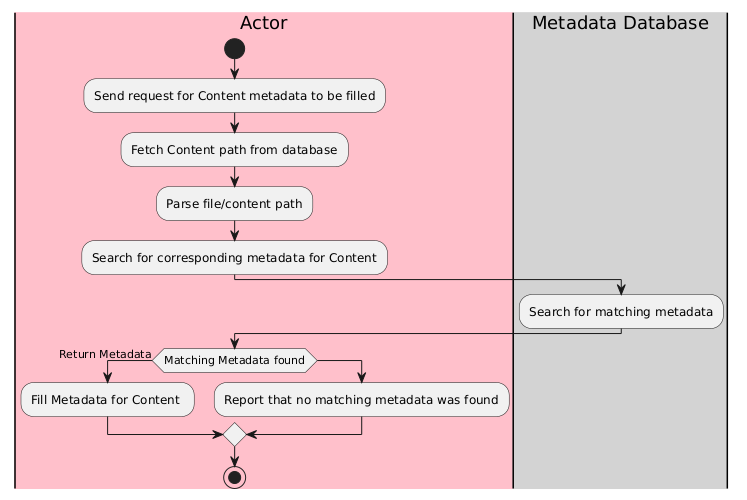 Actor
Metadata Database
Send request for Content metadata to be filled
Fetch Content path from database
Parse file/content path
Search for corresponding metadata for Content
Search for matching metadata
Return Metadata
Matching Metadata found
Fill Metadata for Content
Report that no matching metadata was found